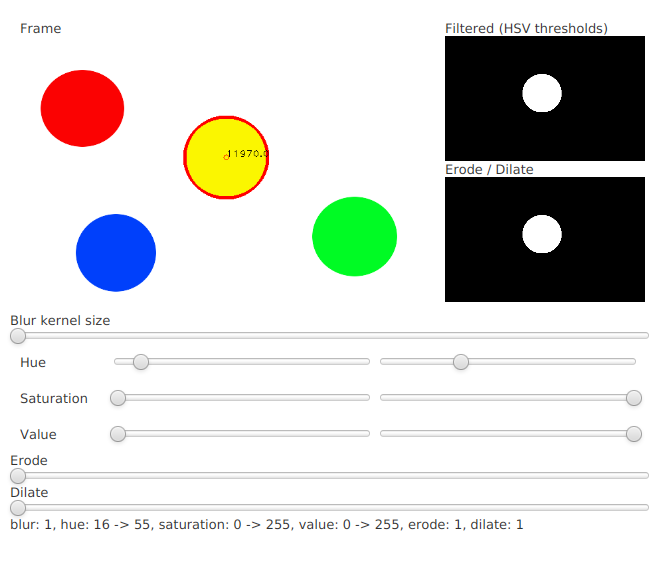 Frame
Filtered (HSV thresholds)
11970.0
Erode / Dilate
Blur kernel size
Hue
Saturation
Value
Erode
Dilate
blur: 1, hue: 16 -> 55, saturation: 0 -> 255, value: 0 -> 255, erode: 1, dilate: 1